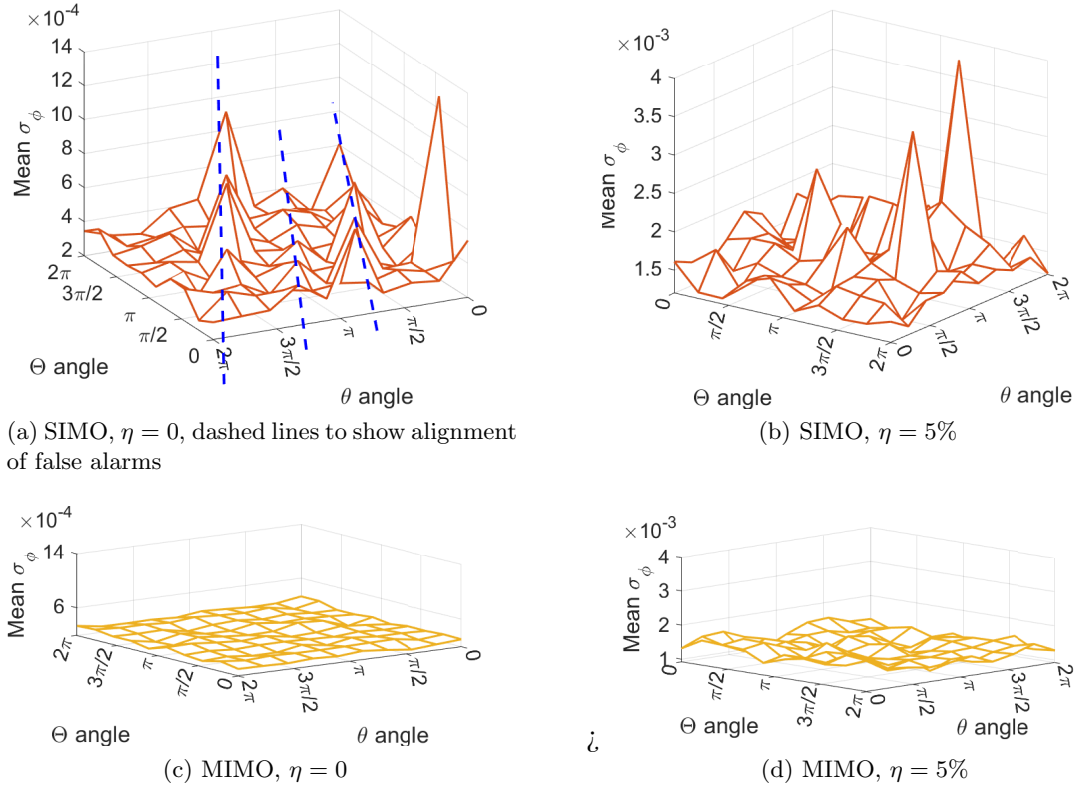 ×10⁻⁴
14
12
10
8
6
4
2
Mean σ_ϕ
2π
3π/2
π
π/2
0
Θ angle
2π
3π/2
π
π/2
0
θ angle
(a) SIMO, η = 0, dashed lines to show alignment
of false alarms
×10⁻³
4
3.5
3
2.5
2
1.5
Mean σ_ϕ
0
π/2
π
3π/2
2π
Θ angle
0
π/2
π
3π/2
2π
θ angle
(b) SIMO, η = 5%
×10⁻⁴
14
6
Mean σ_ϕ
2π
3π/2
π
π/2
0
Θ angle
2π
3π/2
π
π/2
0
θ angle
(c) MIMO, η = 0
¿
×10⁻³
4
3
2
1
Mean σ_ϕ
0
π/2
π
3π/2
2π
Θ angle
0
π/2
π
3π/2
2π
θ angle
(d) MIMO, η = 5%